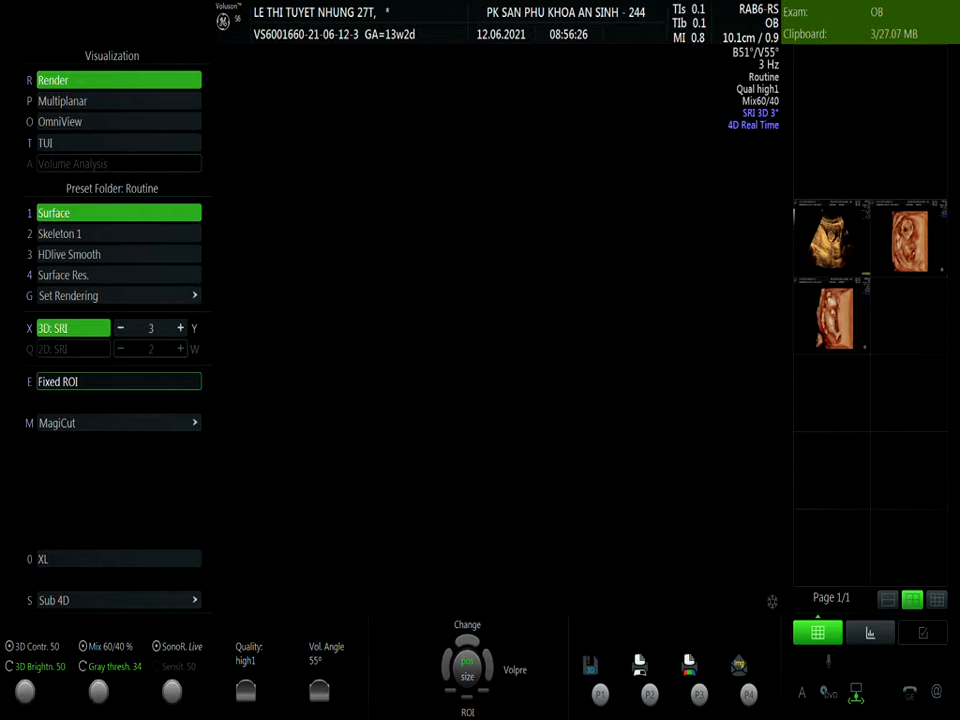 Voluson™
S6
LE THI TUYET NHUNG 27T, *
PK SAN PHU KHOA AN SINH - 244
VS6001660-21-06-12-3 GA=13w2d
12.06.2021
08:56:26
TIs 0.1
TIb 0.1
MI 0.8
RAB6-RS
OB
10.1cm / 0.9
B51°/V55°
3 Hz
Routine
Qual high1
Mix60/40
SRI 3D 3°
4D Real Time
Exam: OB
Clipboard: 3/27.07 MB
Visualization
R Render
P Multiplanar
O OmniView
T TUI
A Volume Analysis
Preset Folder: Routine
1 Surface
2 Skeleton 1
3 HDlive Smooth
4 Surface Res.
G Set Rendering >
X 3D: SRI − 3 + Y
Q 2D: SRI − 2 + W
E Fixed ROI
M MagiCut >
0 XL
S Sub 4D >
3D Contr. 50
Mix 60/40 %
SonoR. Live
3D Brightn. 50
Gray thresh. 34
Sensit. 50
Quality:
high1
Vol. Angle
55°
Change
pos
size
Volpre
ROI
3D
Img
P1
P2
P3
P4
Page 1/1
A
DVD
GE
@